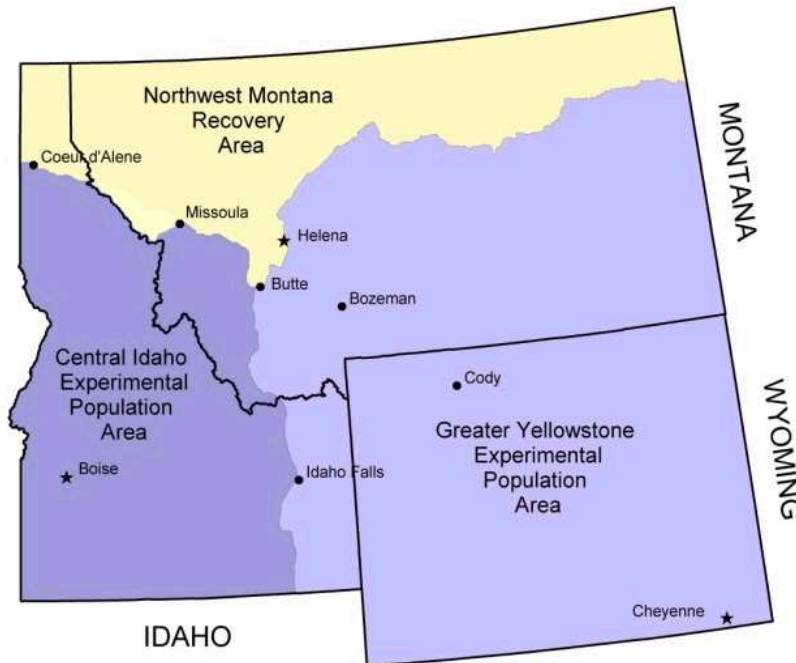 Northwest Montana
Recovery
Area
Coeur d'Alene
Missoula
Helena
Butte
Bozeman
MONTANA
Central Idaho
Experimental
Population
Area
Cody
Greater Yellowstone
Experimental
Population
Area
WYOMING
Boise
Idaho Falls
Cheyenne
IDAHO